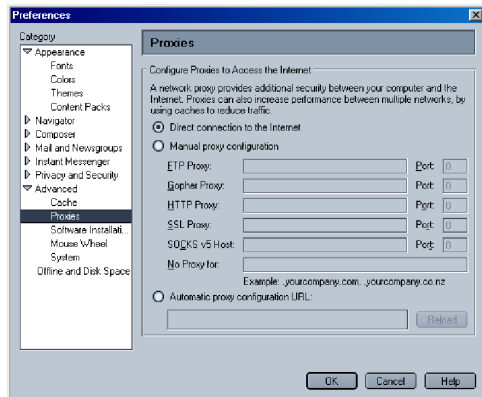 Preferences
Category
Appearance
Fonts
Colors
Themes
Content Packs
Navigator
Composer
Mail and Newsgroups
Instant Messenger
Privacy and Security
Advanced
Cache
Proxies
Software Installati...
Mouse Wheel
System
Offline and Disk Space
Proxies
Configure Proxies to Access the Internet
A network proxy provides additional security between your computer and the
Internet. Proxies can also increase performance between multiple networks, by
using caches to reduce traffic.
Direct connection to the Internet
Manual proxy configuration
FTP Proxy: Port: 0
Gopher Proxy: Port: 0
HTTP Proxy: Port: 0
SSL Proxy: Port: 0
SOCKS v5 Host: Port: 0
No Proxy for:
Example: .yourcompany.com, .yourcompany.co.nz
Automatic proxy configuration URL:
Reload
OK Cancel Help